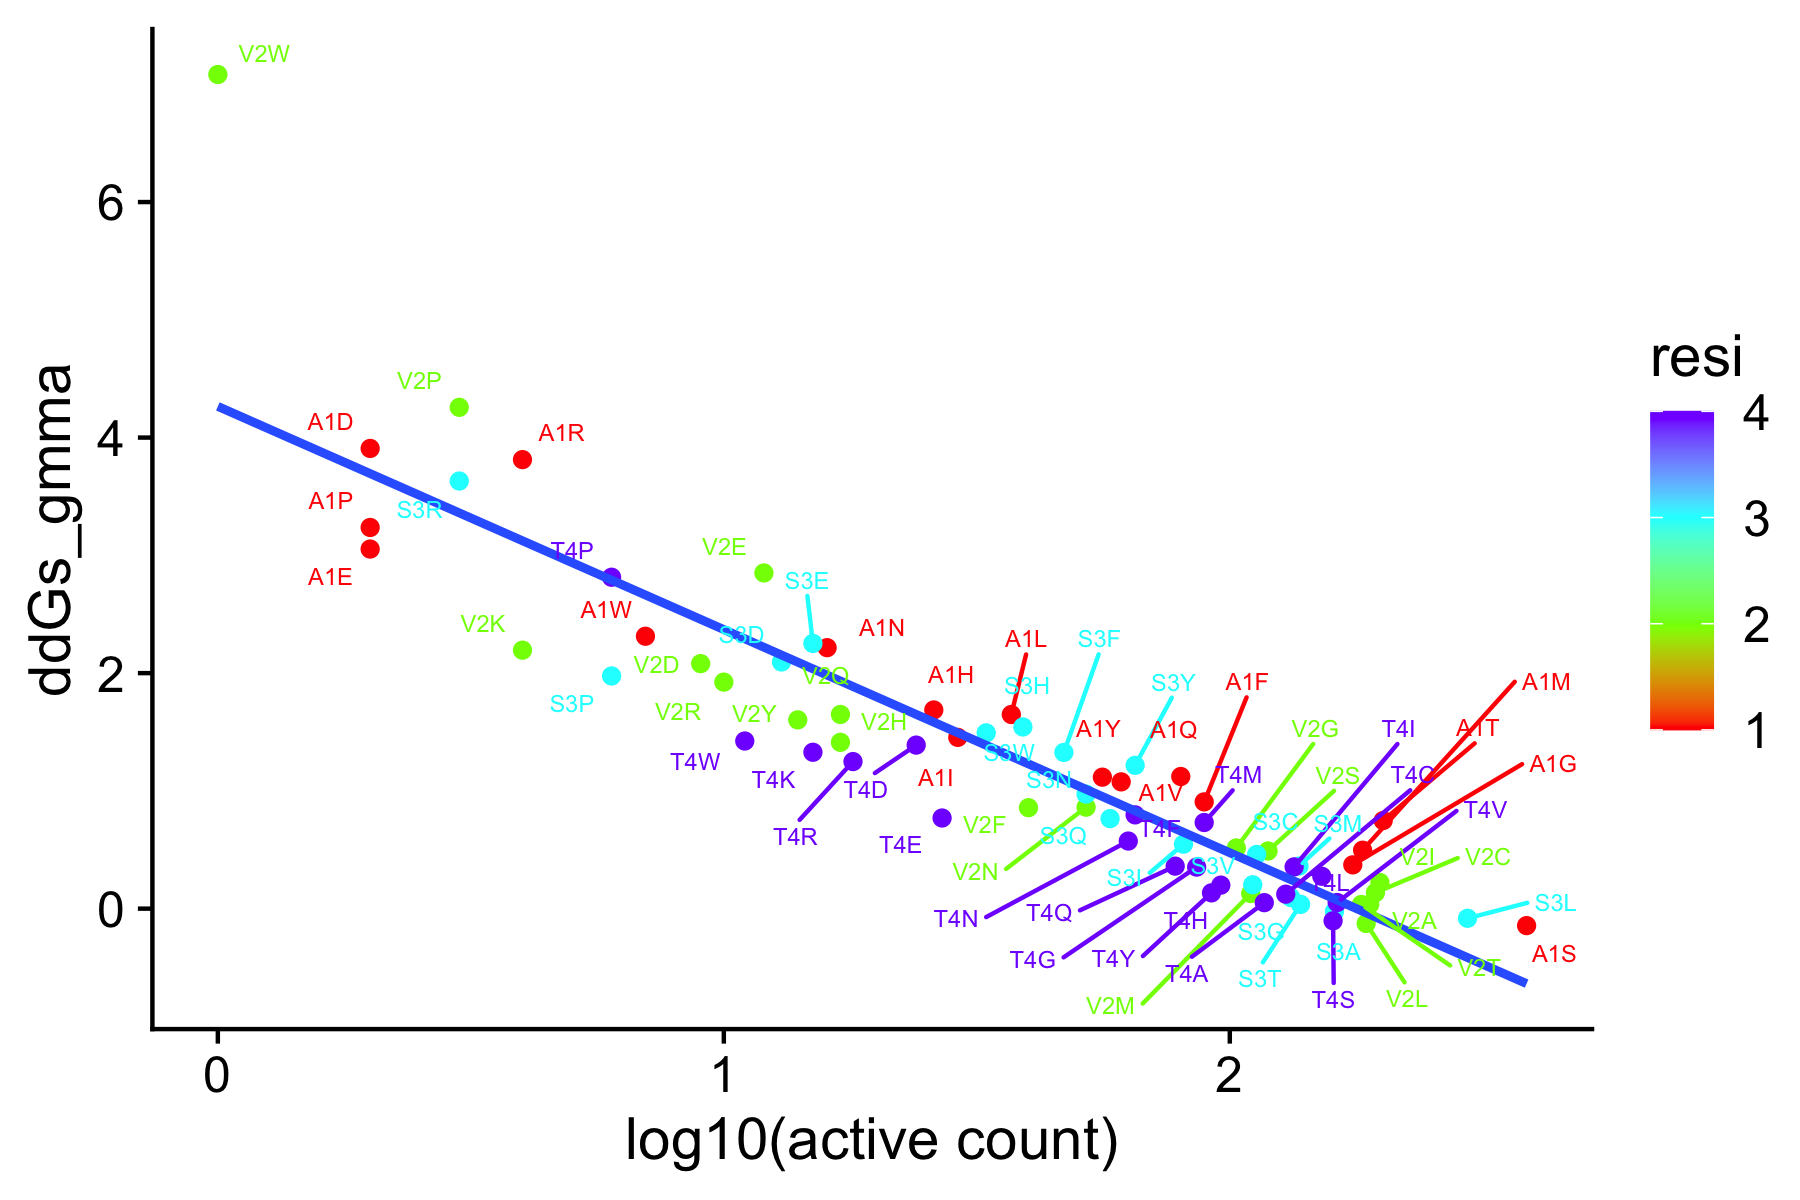 V2W
6
V2P
A1D
A1R
4
A1P
S3R
A1E
T4P
V2E
S3E
A1W
V2K
S3D
A1N
A1L
S3F
V2D
V2Q
A1H
S3H
S3Y
A1F
A1M
2
S3P
V2R
V2Y
V2H
A1Y
A1Q
V2G
T4I
A1T
T4W
S3W
T4K
A1I
S3N
T4M
V2S
A1G
T4D
A1V
T4V
T4R
V2F
S3Q
T4F
S3C
S3M
T4E
V2N
S3I
S3V
V2I
V2C
T4L
0
T4N
T4Q
T4H
V2A
S3L
S3G
T4G
T4Y
S3A
A1S
T4A
S3T
V2T
V2M
T4S
V2L
0
1
2
log10(active count)
ddGs_gmma
resi
4
3
2
1